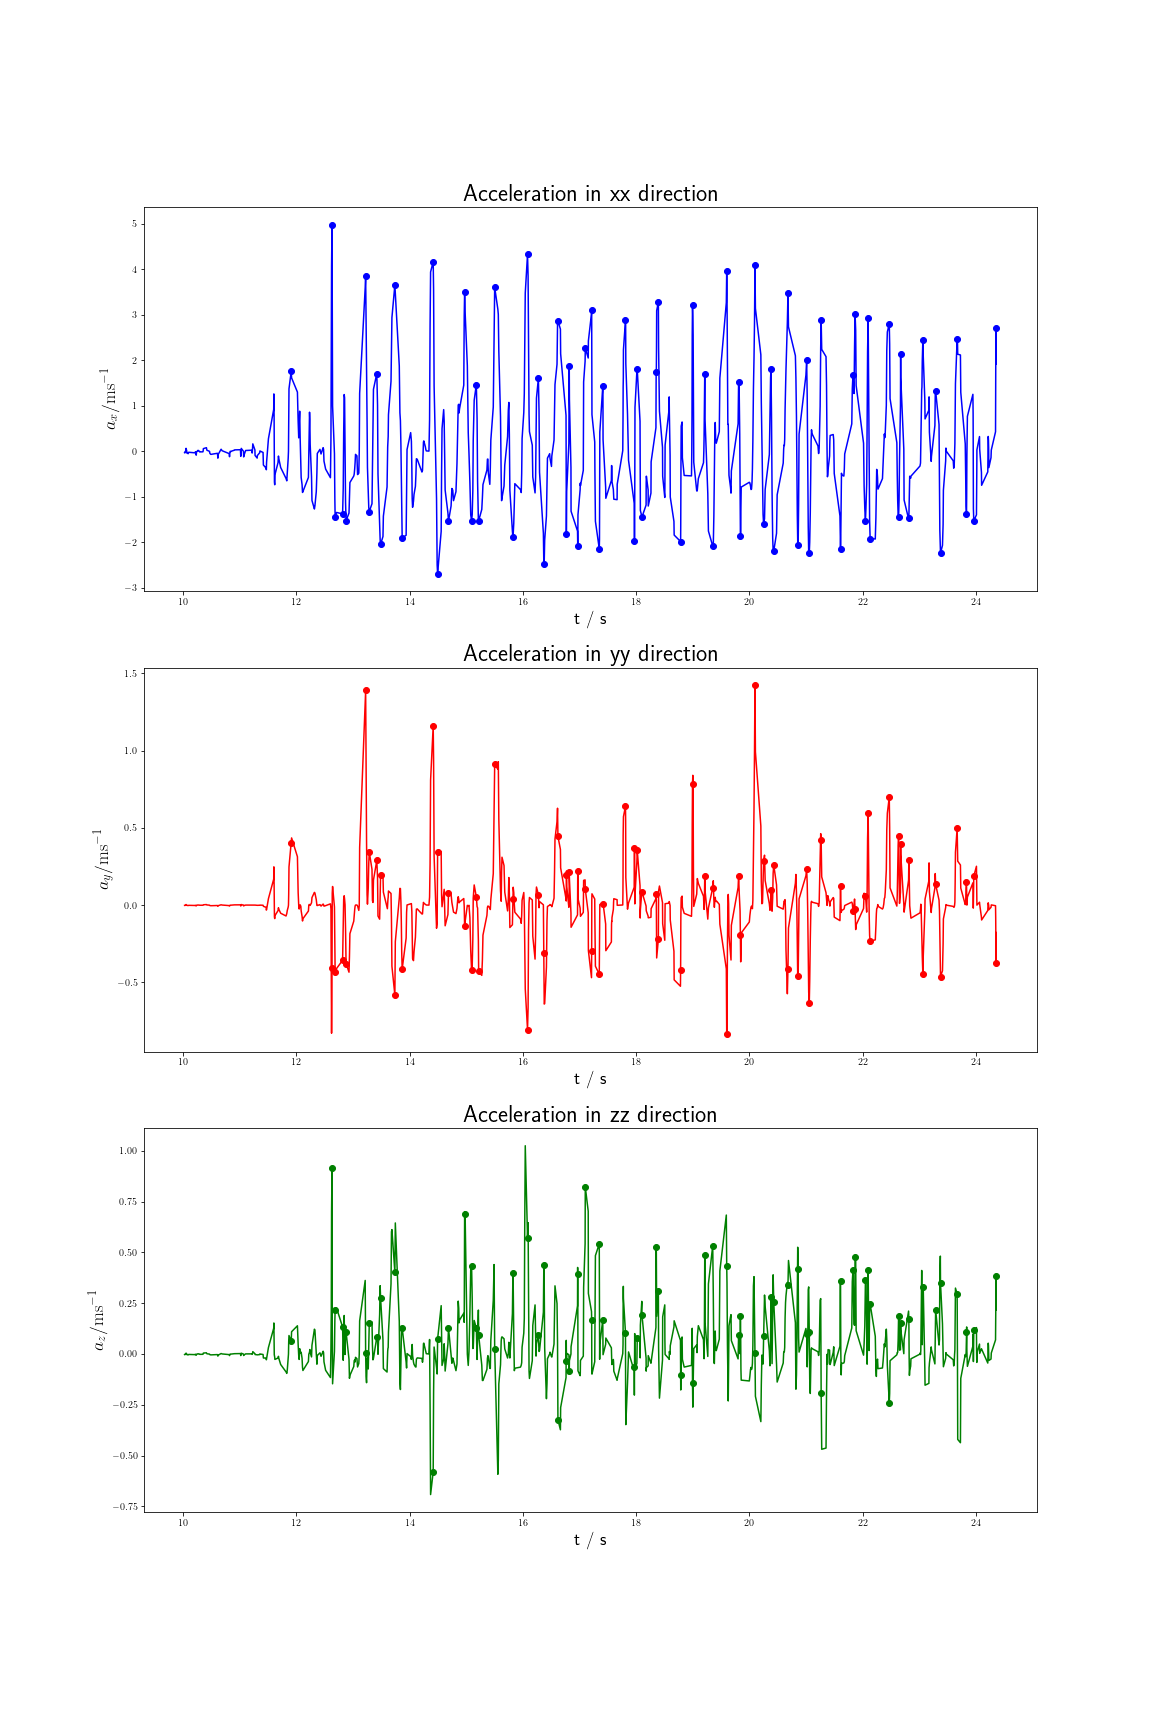 Acceleration in xx direction
a_x/ms^{-1}
5
4
3
2
1
0
−1
−2
−3
10 12 14 16 18 20 22 24
t / s
Acceleration in yy direction
a_y/ms^{-1}
1.5
1.0
0.5
0.0
−0.5
10 12 14 16 18 20 22 24
t / s
Acceleration in zz direction
a_z/ms^{-1}
1.00
0.75
0.50
0.25
0.00
−0.25
−0.50
−0.75
10 12 14 16 18 20 22 24
t / s